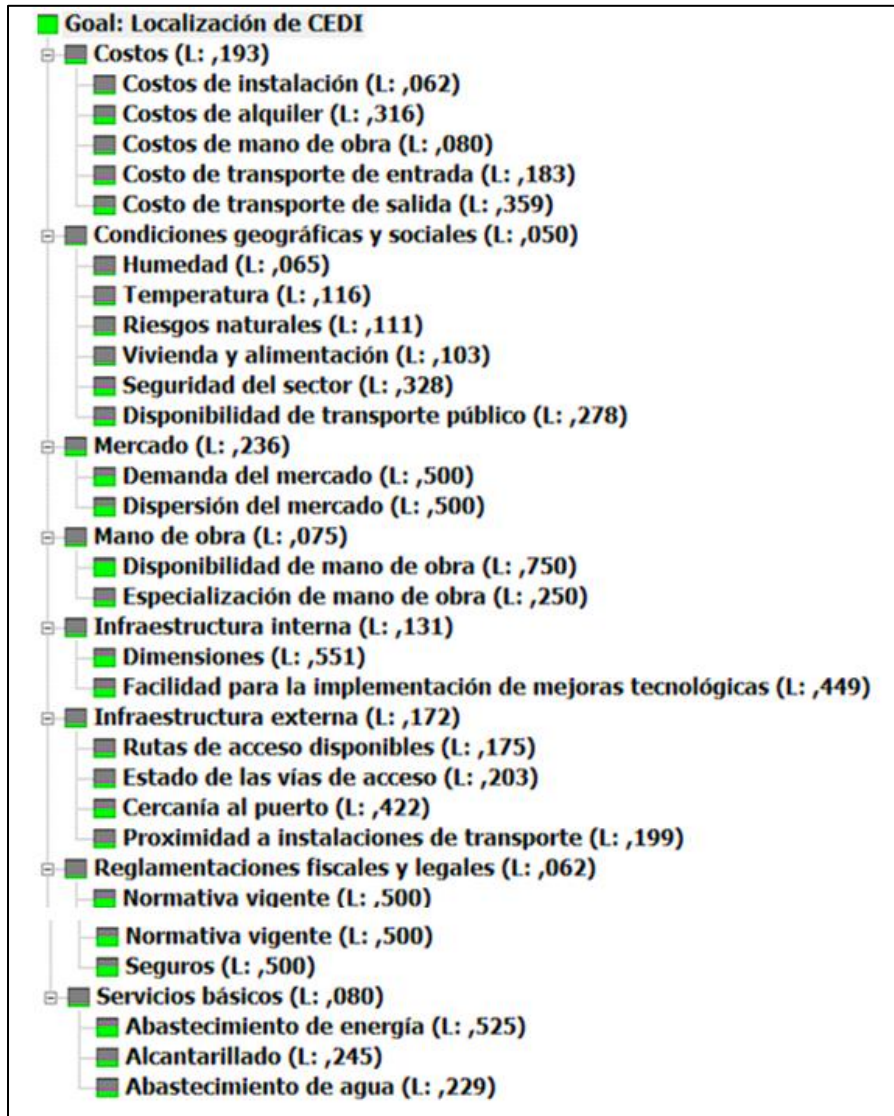 Goal: Localización de CEDI
Costos (L: ,193)
Costos de instalación (L: ,062)
Costos de alquiler (L: ,316)
Costos de mano de obra (L: ,080)
Costo de transporte de entrada (L: ,183)
Costo de transporte de salida (L: ,359)
Condiciones geográficas y sociales (L: ,050)
Humedad (L: ,065)
Temperatura (L: ,116)
Riesgos naturales (L: ,111)
Vivienda y alimentación (L: ,103)
Seguridad del sector (L: ,328)
Disponibilidad de transporte público (L: ,278)
Mercado (L: ,236)
Demanda del mercado (L: ,500)
Dispersión del mercado (L: ,500)
Mano de obra (L: ,075)
Disponibilidad de mano de obra (L: ,750)
Especialización de mano de obra (L: ,250)
Infraestructura interna (L: ,131)
Dimensiones (L: ,551)
Facilidad para la implementación de mejoras tecnológicas (L: ,449)
Infraestructura externa (L: ,172)
Rutas de acceso disponibles (L: ,175)
Estado de las vías de acceso (L: ,203)
Cercanía al puerto (L: ,422)
Proximidad a instalaciones de transporte (L: ,199)
Reglamentaciones fiscales y legales (L: ,062)
Normativa vigente (L: ,500)
Normativa vigente (L: ,500)
Seguros (L: ,500)
Servicios básicos (L: ,080)
Abastecimiento de energía (L: ,525)
Alcantarillado (L: ,245)
Abastecimiento de agua (L: ,229)